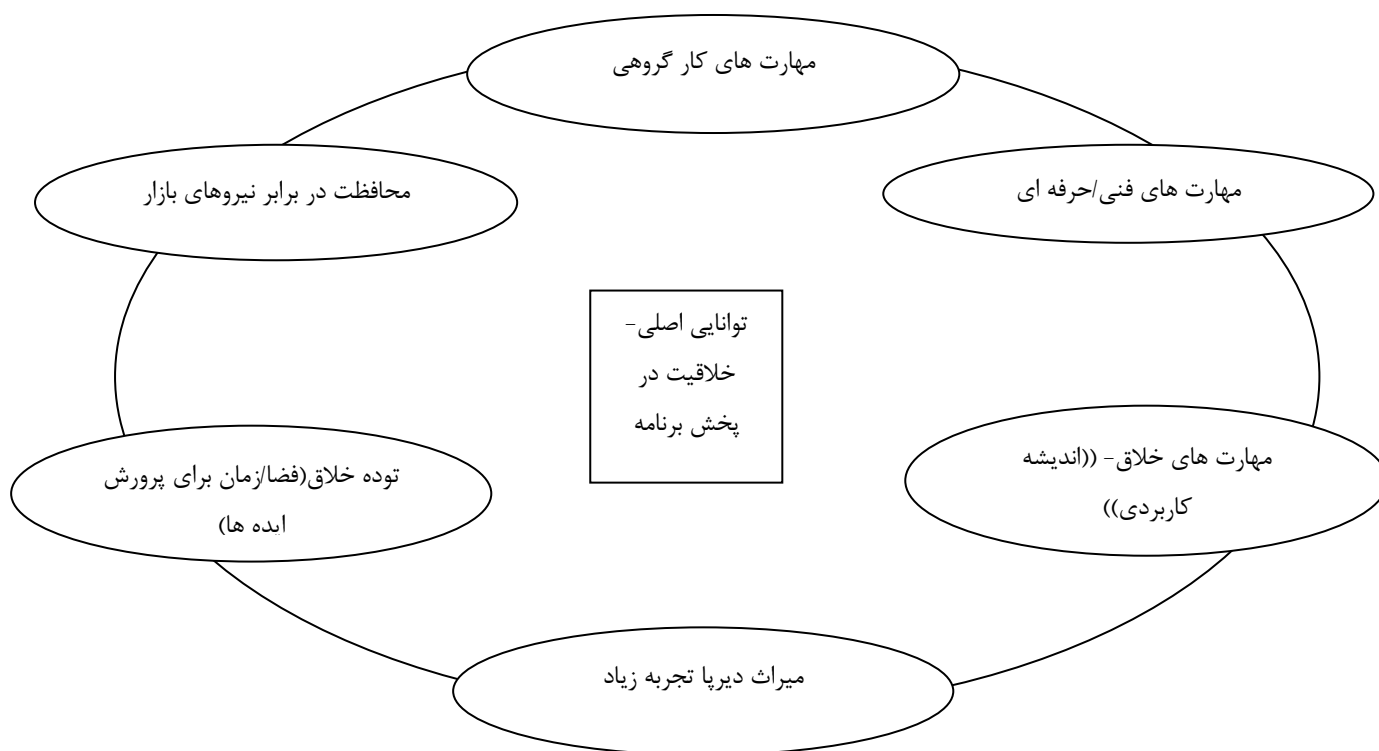 مهارت های کار گروهی
محافظت در برابر نیروهای بازار
مهارت های فنی/حرفه ای
توانایی اصلی-
خلاقیت در
پخش برنامه
توده خلاق(فضا/زمان برای پرورش
ایده ها)
مهارت های خلاق- ((اندیشه
کاربردی))
میراث دیرپا تجربه زیاد